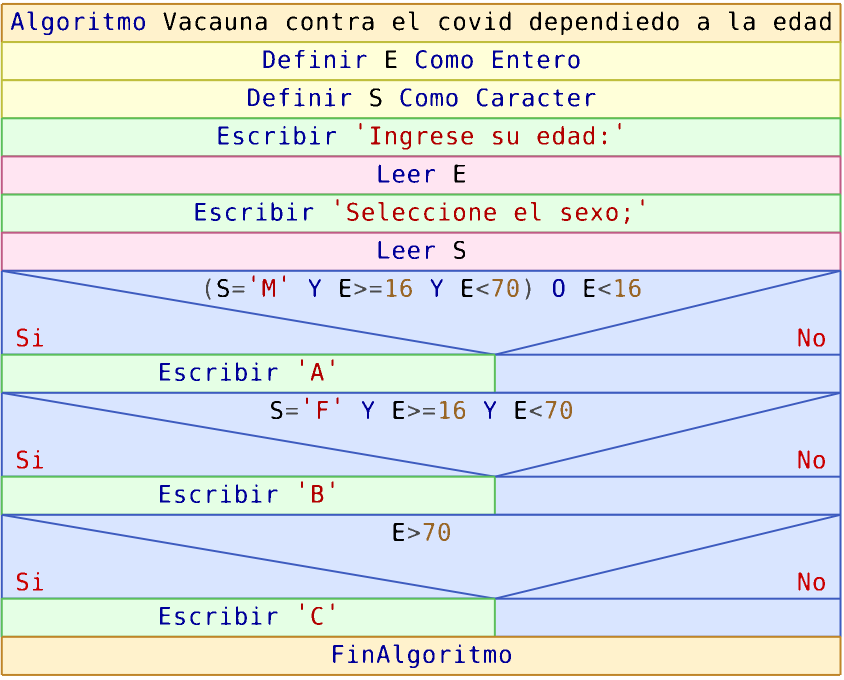 Algoritmo Vacauna contra el covid dependiedo a la edad
Definir E Como Entero
Definir S Como Caracter
Escribir 'Ingrese su edad:'
Leer E
Escribir 'Seleccione el sexo;'
Leer S
(S='M' Y E>=16 Y E<70) O E<16
Si No
Escribir 'A'
S='F' Y E>=16 Y E<70
Si No
Escribir 'B'
E>70
Si No
Escribir 'C'
FinAlgoritmo